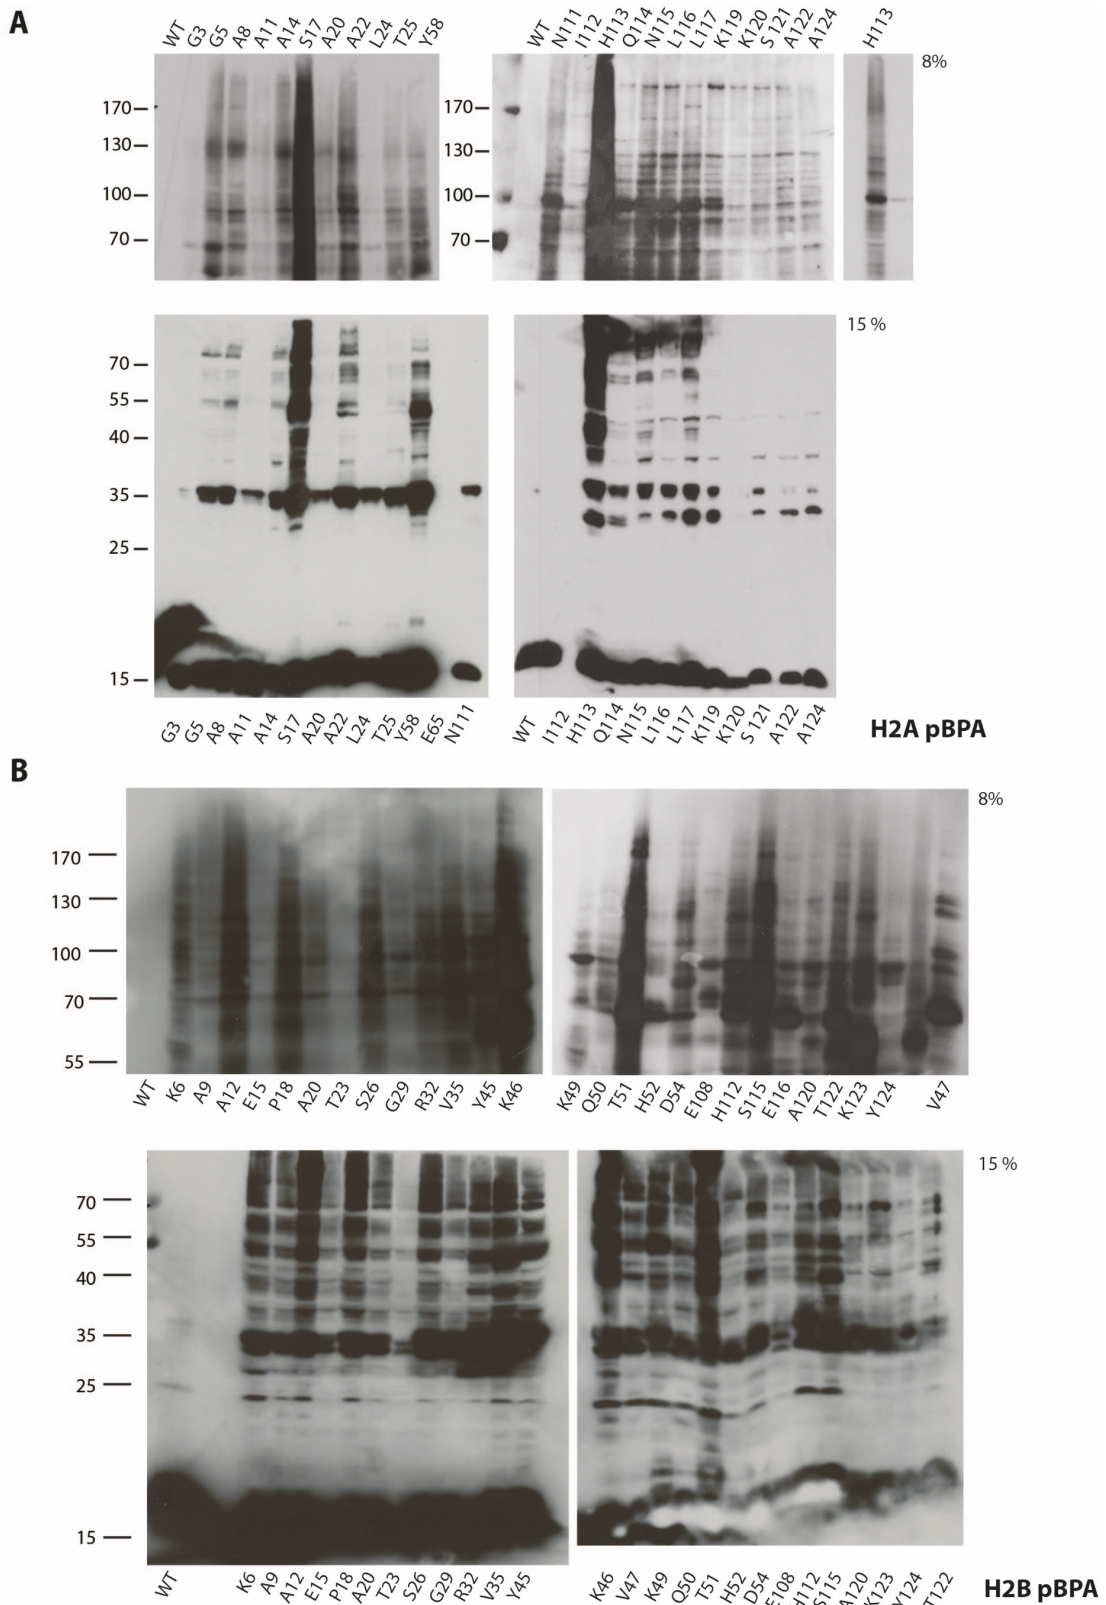 A
WT G3 G5 A8 A11 A14 S17 A20 A22 L24 T25 Y58
WT N111 I112 H113 Q114 N115 L116 L117 K119 K120 S121 A122 A124
H113
8%
170
130
100
70
170
130
100
70
15 %
70
55
40
35
25
15
G3 G5 A8 A11 A14 S17 A20 A22 L24 T25 Y58 E65 N111
WT I112 H113 Q114 N115 L116 L117 K119 K120 S121 A122 A124
H2A pBPA
B
8%
170
130
100
70
55
WT K6 A9 A12 E15 P18 A20 T23 S26 G29 R32 V35 Y45 K46
K49 Q50 T51 H52 D54 E108 H112 S115 E116 A120 T122 K123 Y124 V47
15 %
70
55
40
35
25
15
WT K6 A9 A12 E15 P18 A20 T23 S26 G29 R32 V35 Y45
K46 V47 K49 Q50 T51 H52 D54 E108 H112 S115 A120 K123 Y124 T122
H2B pBPA